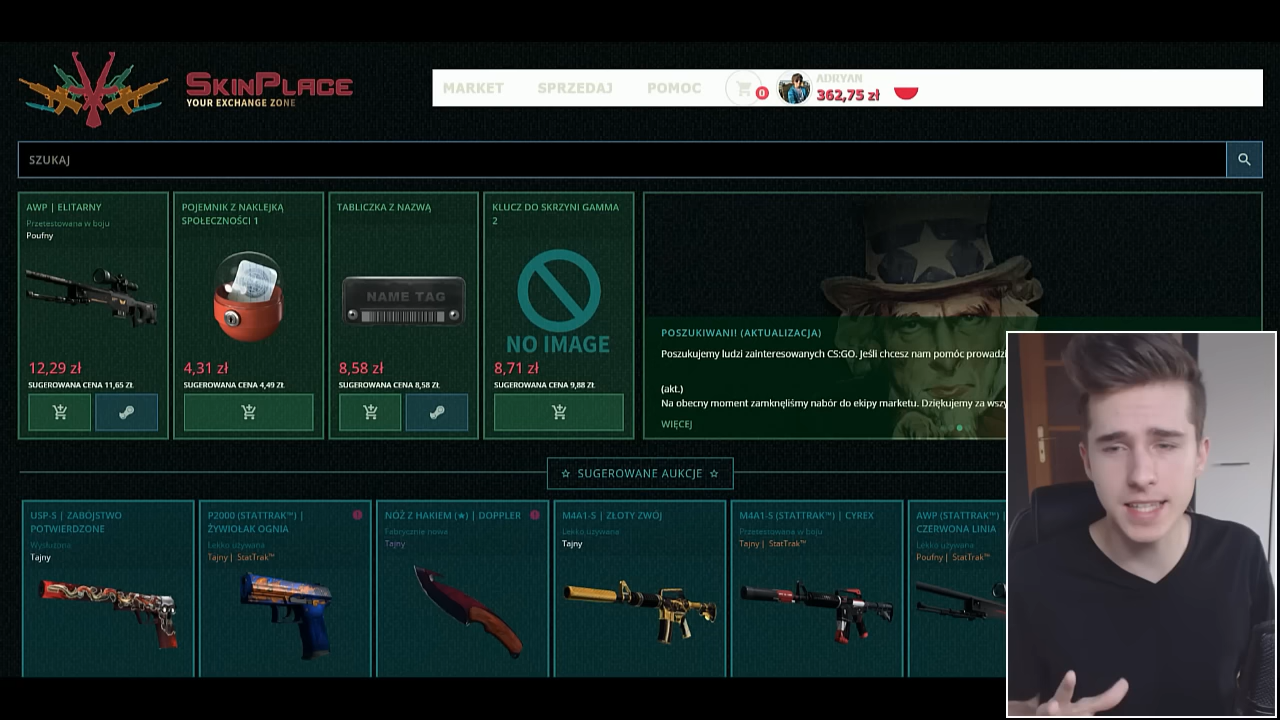 SKINPLACE
YOUR EXCHANGE ZONE
MARKET SPRZEDAJ POMOC 0 ADRYAN
362,75 zł
SZUKAJ
AWP | ELITARNY
Przetestowana w boju
Poufny
12,29 zł
SUGEROWANA CENA 11,65 ZŁ
POJEMNIK Z NAKLEJKĄ
SPOŁECZNOŚCI 1
4,31 zł
SUGEROWANA CENA 4,49 ZŁ
TABLICZKA Z NAZWĄ
NAME TAG
8,58 zł
SUGEROWANA CENA 8,58 ZŁ
KLUCZ DO SKRZYNI GAMMA
2
NO IMAGE
8,71 zł
SUGEROWANA CENA 9,88 ZŁ
POSZUKIWANI! (AKTUALIZACJA)
Poszukujemy ludzi zainteresowanych CS:GO. Jeśli chcesz nam pomóc
(akt.)
Na obecny moment zamknęliśmy nabór do ekipy marketu. Dziękujemy za
WIĘCEJ
☆ SUGEROWANE AUKCJE ☆
USP-S | ZABÓJSTWO
POTWIERDZONE
Wysłużone
Tajny
P2000 (STATTRAK™) |
ŻYWIOŁAK OGNIA
Lekko używana
Tajny | StatTrak™
NÓŻ Z HAKIEM (★) | DOPPLER
Fabrycznie nowa
Tajny
M4A1-S | ZŁOTY ZWÓJ
Lekko używana
Tajny
M4A1-S (STATTRAK™) | CYREX
Przetestowana w boju
Tajny | StatTrak™
AWP (STATTRAK™) |
CZERWONA LINIA
Lekko używana
Poufny | StatTrak™